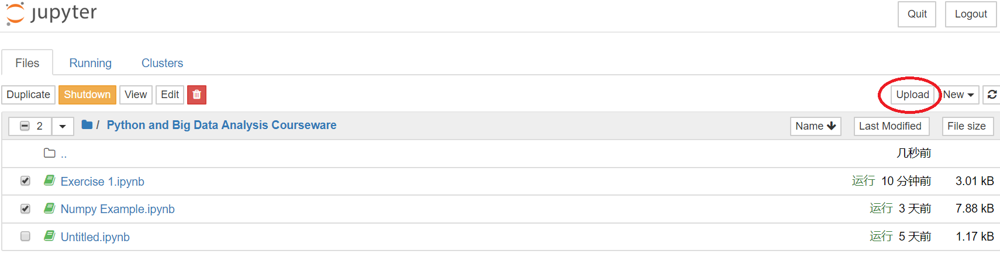 jupyter Quit Logout
Files Running Clusters
Duplicate Shutdown View Edit Upload New
2 / Python and Big Data Analysis Courseware Name Last Modified File size
.. 几秒前
Exercise 1.ipynb 运行 10 分钟前 3.01 kB
Numpy Example.ipynb 运行 3 天前 7.88 kB
Untitled.ipynb 运行 5 天前 1.17 kB